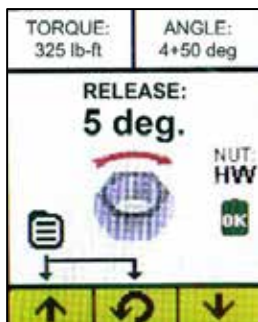 TORQUE:
325 lb-ft
ANGLE:
4+50 deg
RELEASE:
5 deg.
NUT:
HW
OK